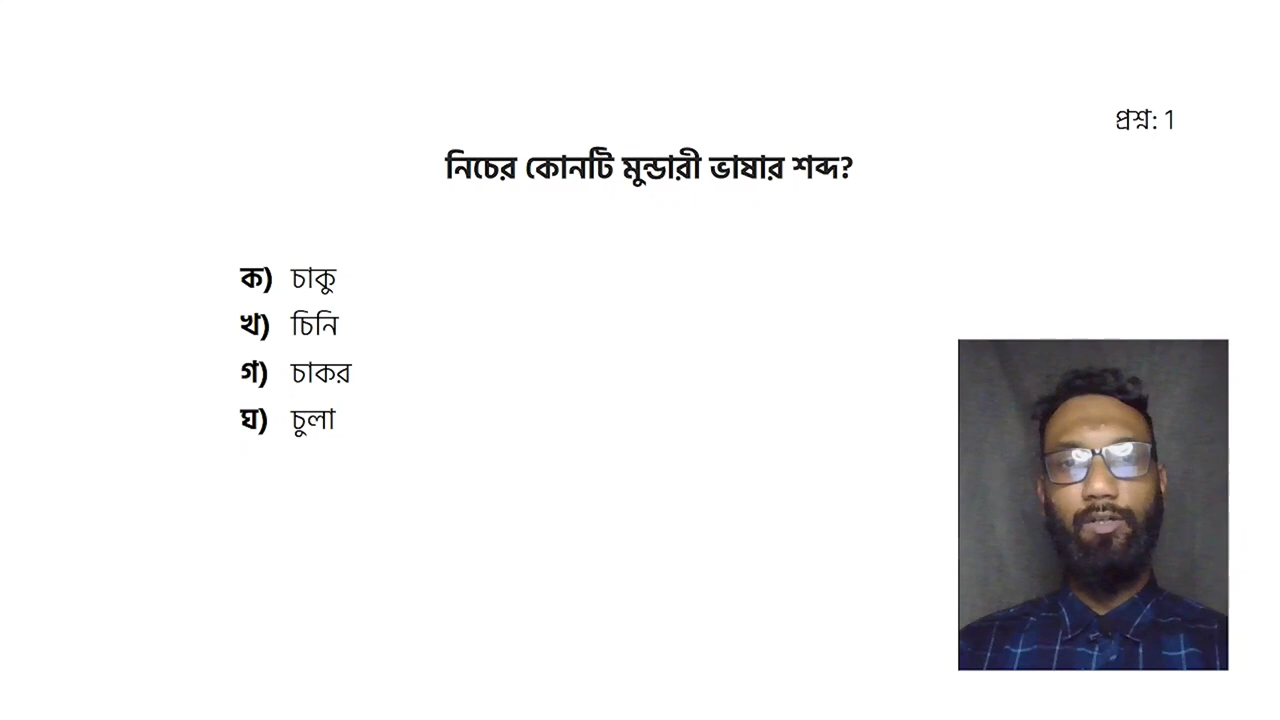 প্রশ্ন: 1
নিচের কোনটি মুন্ডারী ভাষার শব্দ?
ক) চাকু
খ) চিনি
গ) চাকর
ঘ) চুলা